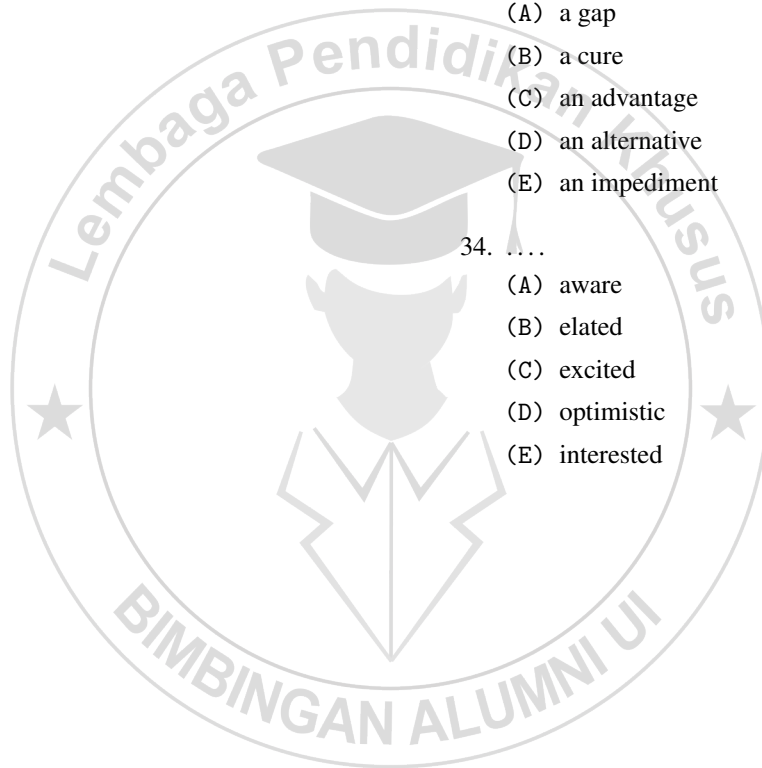 (A) a gap
(B) a cure
(C) an advantage
(D) an alternative
(E) an impediment
34. ....
(A) aware
(B) elated
(C) excited
(D) optimistic
(E) interested
Lembaga Pendidikan Khusus
BIMBINGAN ALUMNI UI